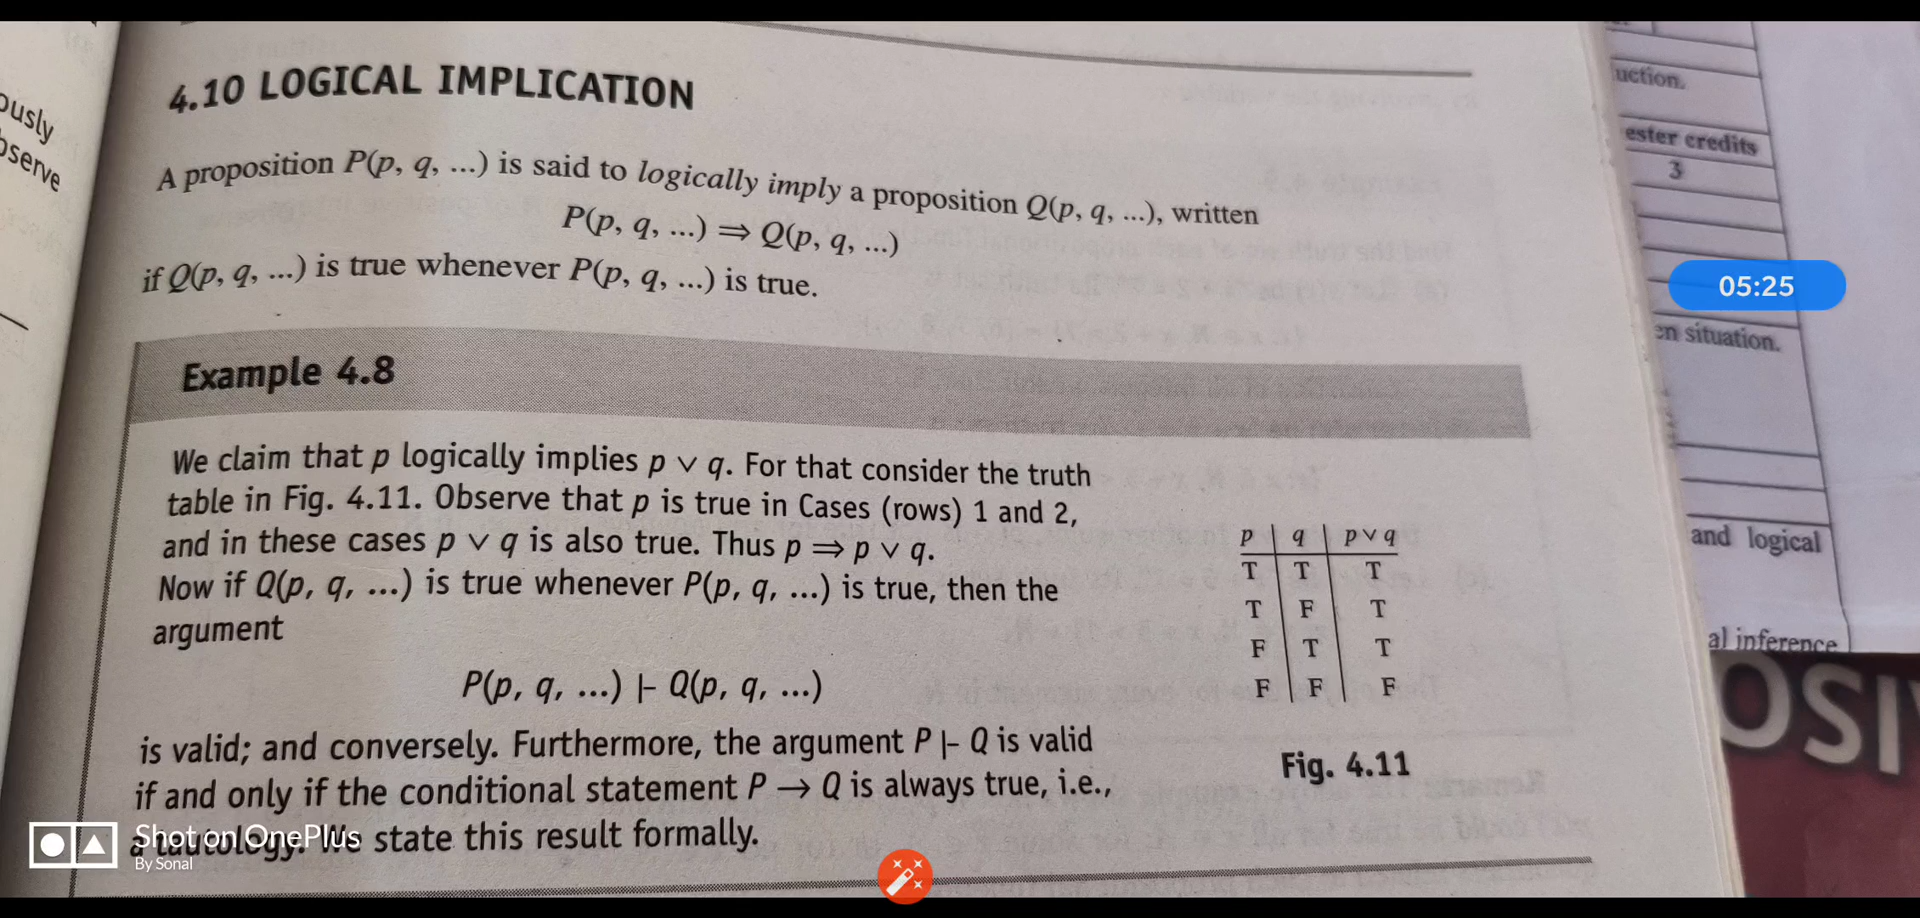 ously
bserve
4.10 LOGICAL IMPLICATION
A proposition P(p, q, ...) is said to logically imply a proposition Q(p, q, ...), written
P(p, q, ...) ⇒ Q(p, q, ...)
if Q(p, q, ...) is true whenever P(p, q, ...) is true.
Example 4.8
We claim that p logically implies p ∨ q. For that consider the truth
table in Fig. 4.11. Observe that p is true in Cases (rows) 1 and 2,
and in these cases p ∨ q is also true. Thus p ⇒ p ∨ q.
Now if Q(p, q, ...) is true whenever P(p, q, ...) is true, then the
argument
P(p, q, ...) |– Q(p, q, ...)
is valid; and conversely. Furthermore, the argument P |– Q is valid
if and only if the conditional statement P → Q is always true, i.e.,
a tautology. We state this result formally.
p q p ∨ q
T T T
T F T
F T T
F F F
Fig. 4.11
uction.
ester credits
3
05:25
en situation.
and logical
al inference
OSI
Shot on OnePlus
By Sonal